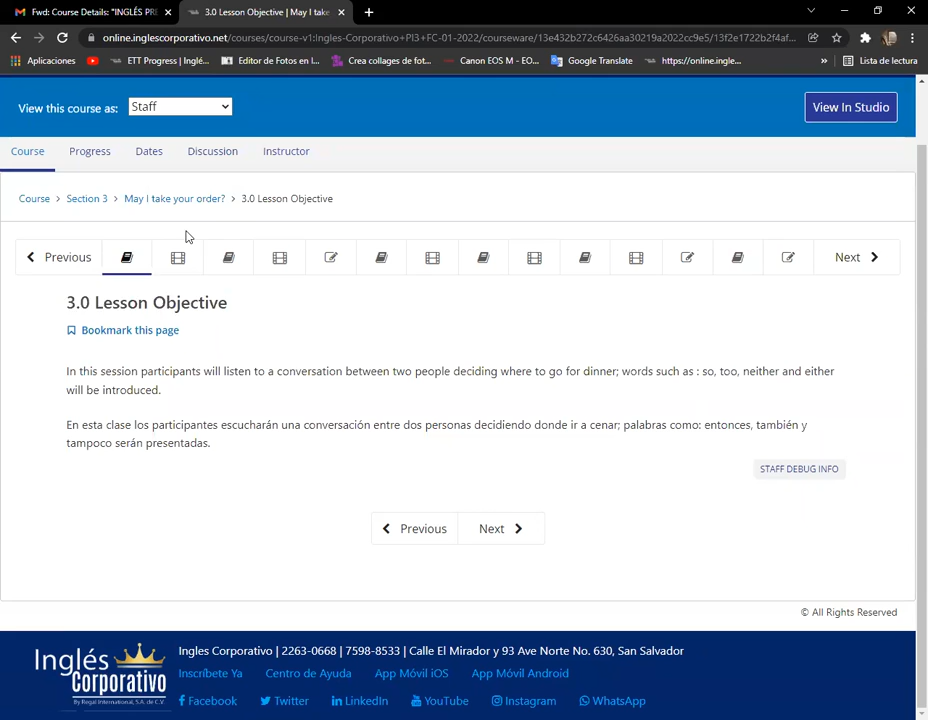 Fwd: Course Details: "INGLÉS PR
3.0 Lesson Objective | May I take
online.inglescorporativo.net/courses/course-v1:Ingles-Corporativo+PI3+FC-01-2022/courseware/13e432b272c6426aa30219a2022cc9e5/13f2e1722b2f4af...
Aplicaciones
ETT Progress | Inglé...
Editor de Fotos en l...
Crea collages de fot...
Canon EOS M - EO...
Google Translate
https://online.ingle...
»
Lista de lectura
View this course as:
Staff
View In Studio
Course
Progress
Dates
Discussion
Instructor
Course > Section 3 > May I take your order? > 3.0 Lesson Objective
Previous
Next
3.0 Lesson Objective
Bookmark this page
In this session participants will listen to a conversation between two people deciding where to go for dinner; words such as : so, too, neither and either
will be introduced.
En esta clase los participantes escucharán una conversación entre dos personas decidiendo donde ir a cenar; palabras como: entonces, también y
tampoco serán presentadas.
STAFF DEBUG INFO
Previous
Next
© All Rights Reserved
Inglés
Corporativo
By Regal International, S.A. de C.V.
Ingles Corporativo | 2263-0668 | 7598-8533 | Calle El Mirador y 93 Ave Norte No. 630, San Salvador
Inscríbete Ya
Centro de Ayuda
App Móvil iOS
App Móvil Android
Facebook
Twitter
LinkedIn
YouTube
Instagram
WhatsApp